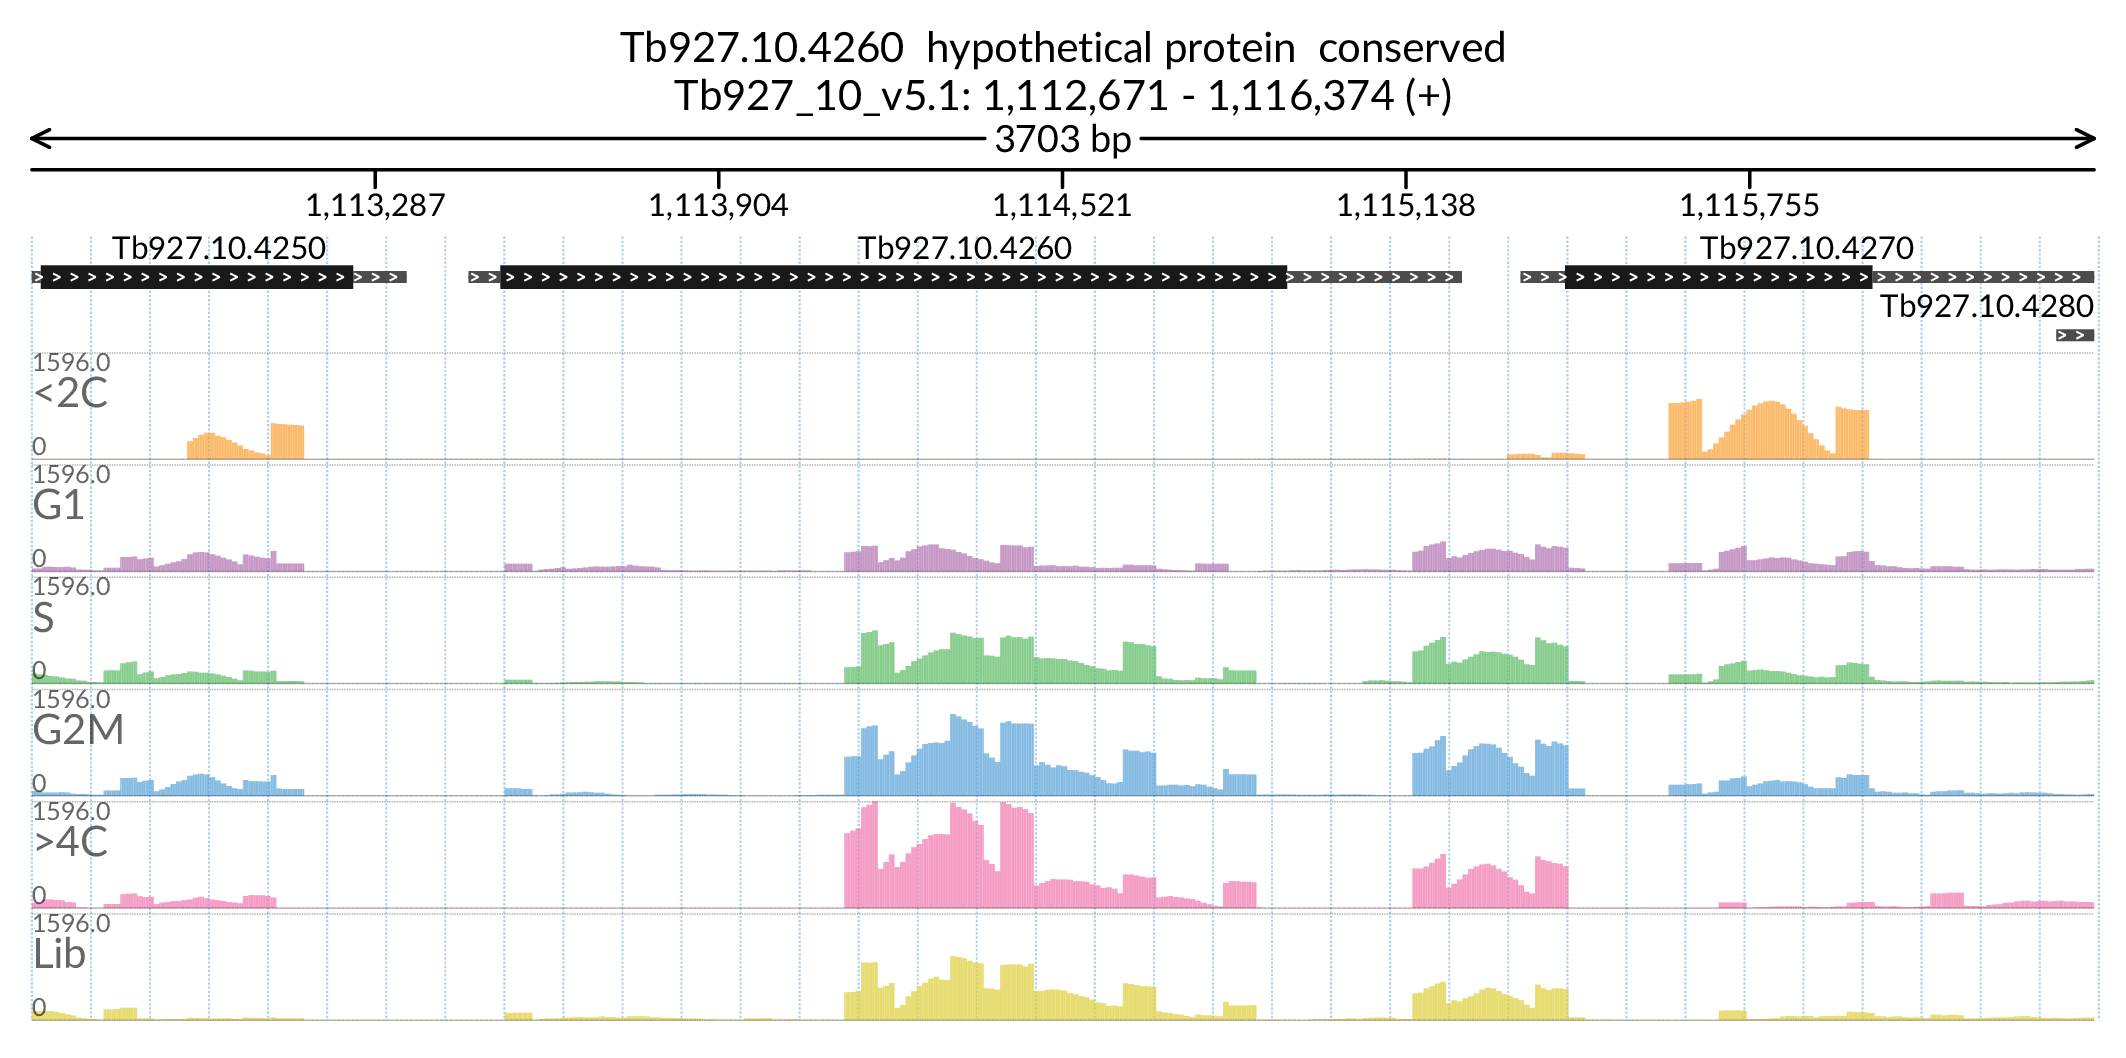 Tb927.10.4260  hypothetical protein  conserved
Tb927_10_v5.1: 1,112,671 - 1,116,374 (+)
3703 bp
1,113,287 1,113,904 1,114,521 1,115,138 1,115,755
Tb927.10.4250 Tb927.10.4260 Tb927.10.4270
Tb927.10.4280
1596.0
<2C
0
1596.0
G1
0
1596.0
S
0
1596.0
G2M
0
1596.0
>4C
0
1596.0
Lib
0